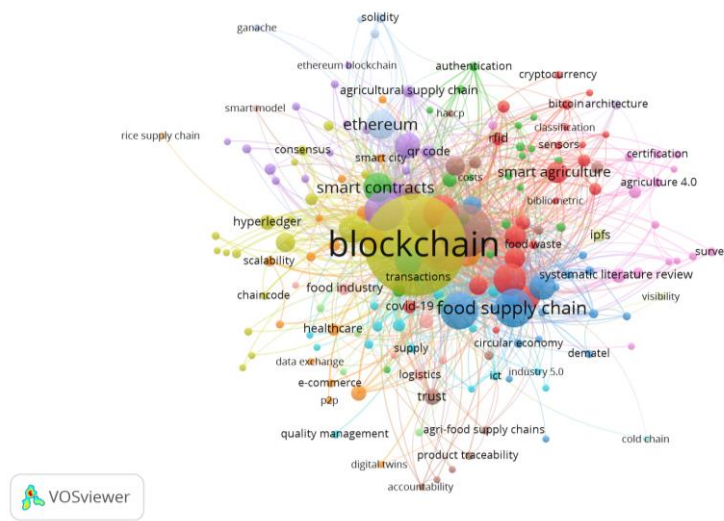 solidity
ganache
ethereum blockchain
authentication
cryptocurrency
agricultural supply chain
smart model
haccp
bitcoin architecture
ethereum
rfid
classification
rice supply chain
consensus
qr code
sensors
smart city
certification
costs
smart agriculture
smart contracts
agriculture 4.0
bibliometric
hyperledger
ipfs
blockchain
food waste
surve
scalability
transactions
systematic literature review
food industry
chaincode
visibility
covid-19
food supply chain
healthcare
circular economy
supply
dematel
data exchange
logistics
ict
industry 5.0
e-commerce
p2p
trust
quality management
agri-food supply chains
cold chain
product traceability
digital twins
accountability
VOSviewer